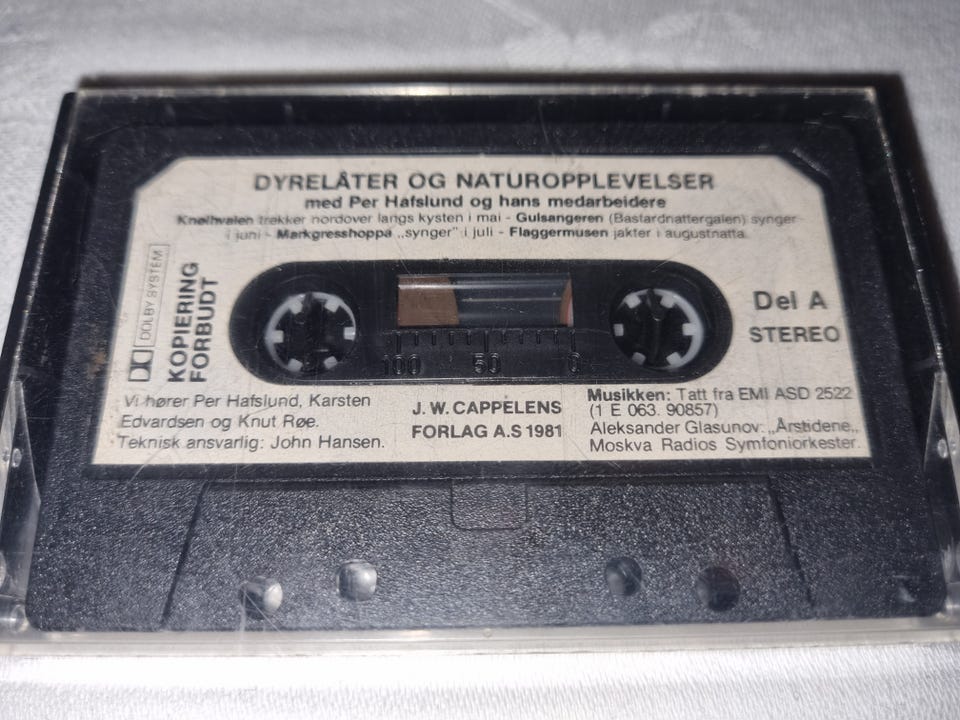 DYRELÅTER OG NATUROPPLEVELSER
med Per Hafslund og hans medarbeidere
Knølhvalen trekker nordover langs kysten i mai - Gulsangeren (Bastardnattergalen) synger
i juni - Markgresshoppa „synger” i juli - Flaggermusen jakter i augustnatta.
DOLBY SYSTEM
KOPIERING
FORBUDT
100 50 0
Del A
STEREO
Vi hører Per Hafslund, Karsten
Edvardsen og Knut Røe.
Teknisk ansvarlig: John Hansen.
J. W. CAPPELENS
FORLAG A.S 1981
Musikken: Tatt fra EMI ASD 2522
(1 E 063. 90857)
Aleksander Glasunov: „Årstidene„
Moskva Radios Symfoniorkester.